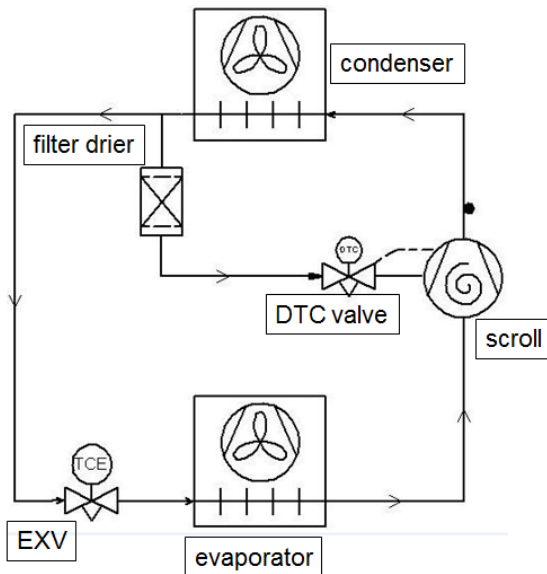 condenser
filter drier
DTC
DTC valve
scroll
TCE
EXV
evaporator